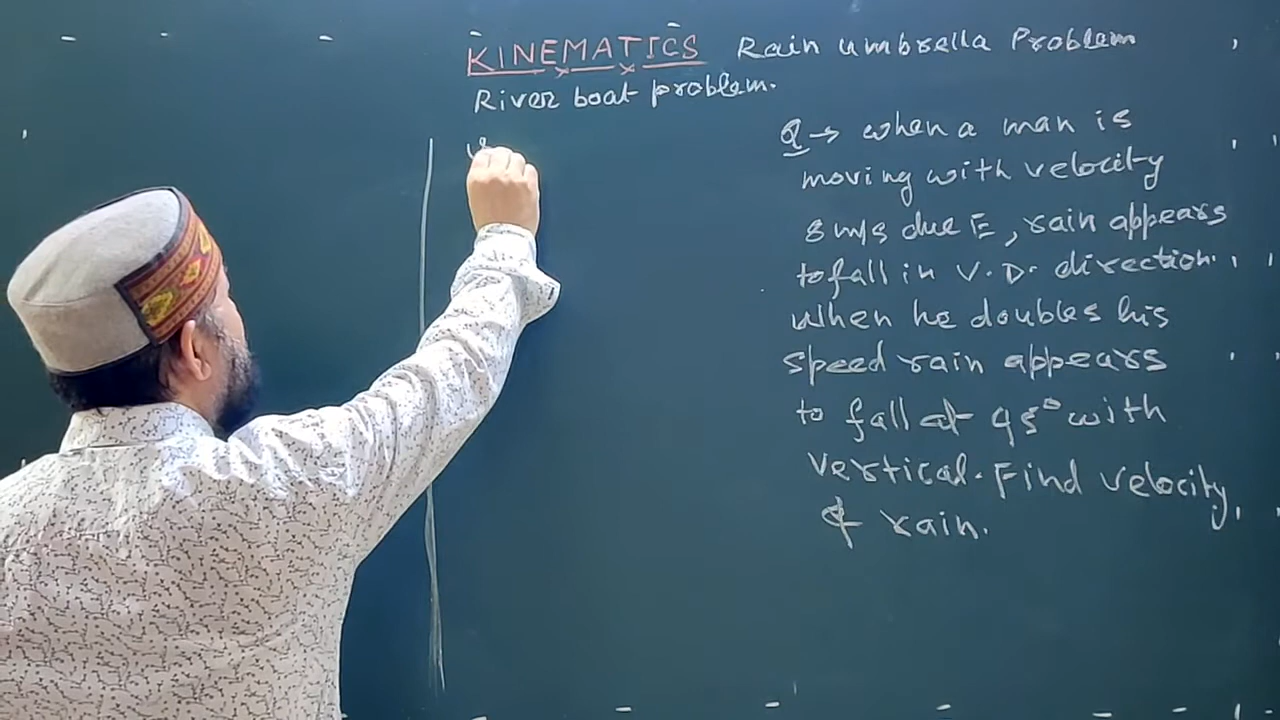 KINEMATICS Rain umbrella Problem
River boat problem.
Q → when a man is
moving with velocity
8 m/s due E, rain appears
to fall in V.D. direction.
when he doubles his
speed rain appears
to fall at 45° with
vertical. Find velocity
of rain.